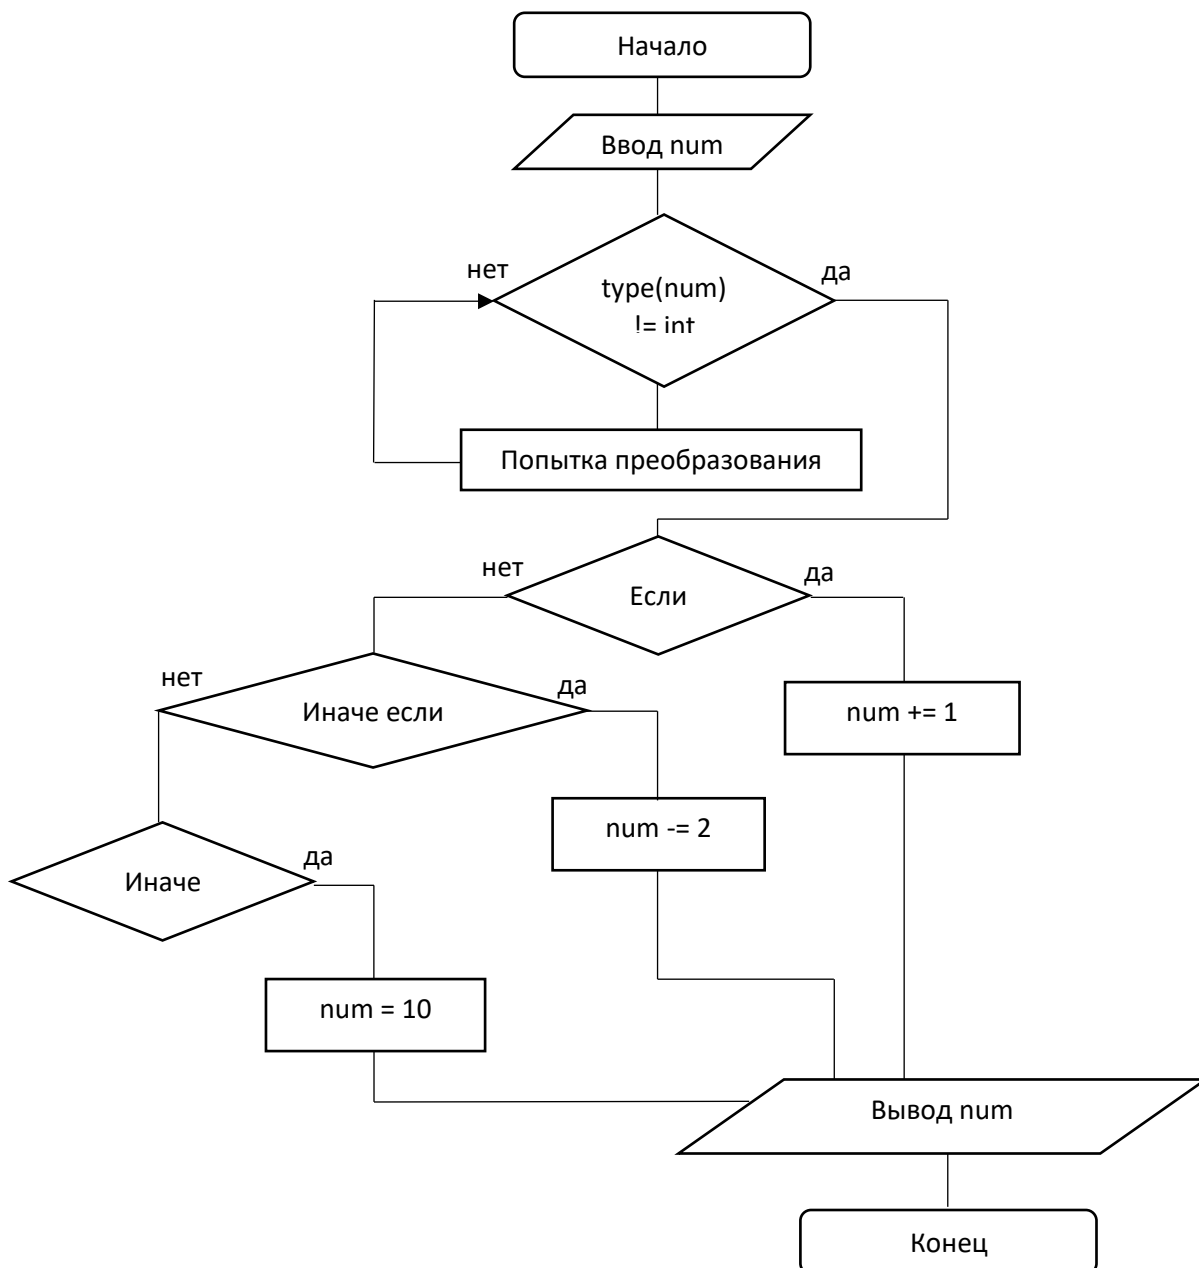 Начало
Ввод num
нет
да
type(num)
!= int
Попытка преобразования
нет
да
Если
нет
да
Иначе если
num += 1
num -= 2
да
Иначе
num = 10
Вывод num
Конец